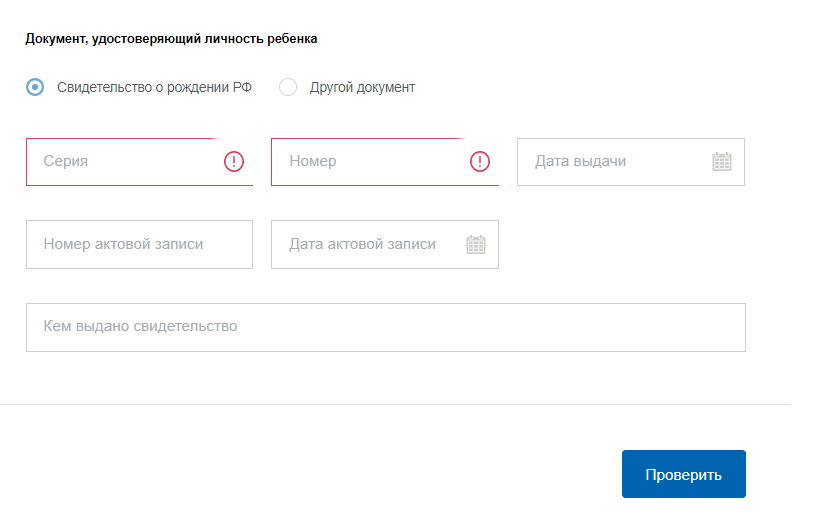 Документ, удостоверяющий личность ребенка
Свидетельство о рождении РФ Другой документ
Серия Номер Дата выдачи
Номер актовой записи Дата актовой записи
Кем выдано свидетельство
Проверить